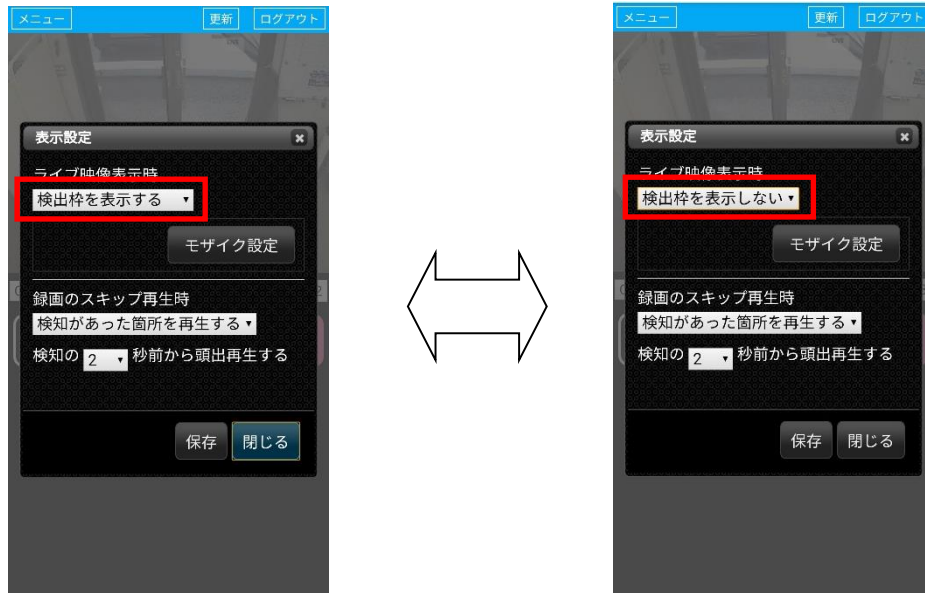 メニュー 更新 ログアウト
表示設定
ライブ映像表示時
検出枠を表示する
モザイク設定
録画のスキップ再生時
検知があった箇所を再生する
検知の 2 秒前から頭出再生する
保存 閉じる
メニュー 更新 ログアウト
表示設定
ライブ映像表示時
検出枠を表示しない
モザイク設定
録画のスキップ再生時
検知があった箇所を再生する
検知の 2 秒前から頭出再生する
保存 閉じる